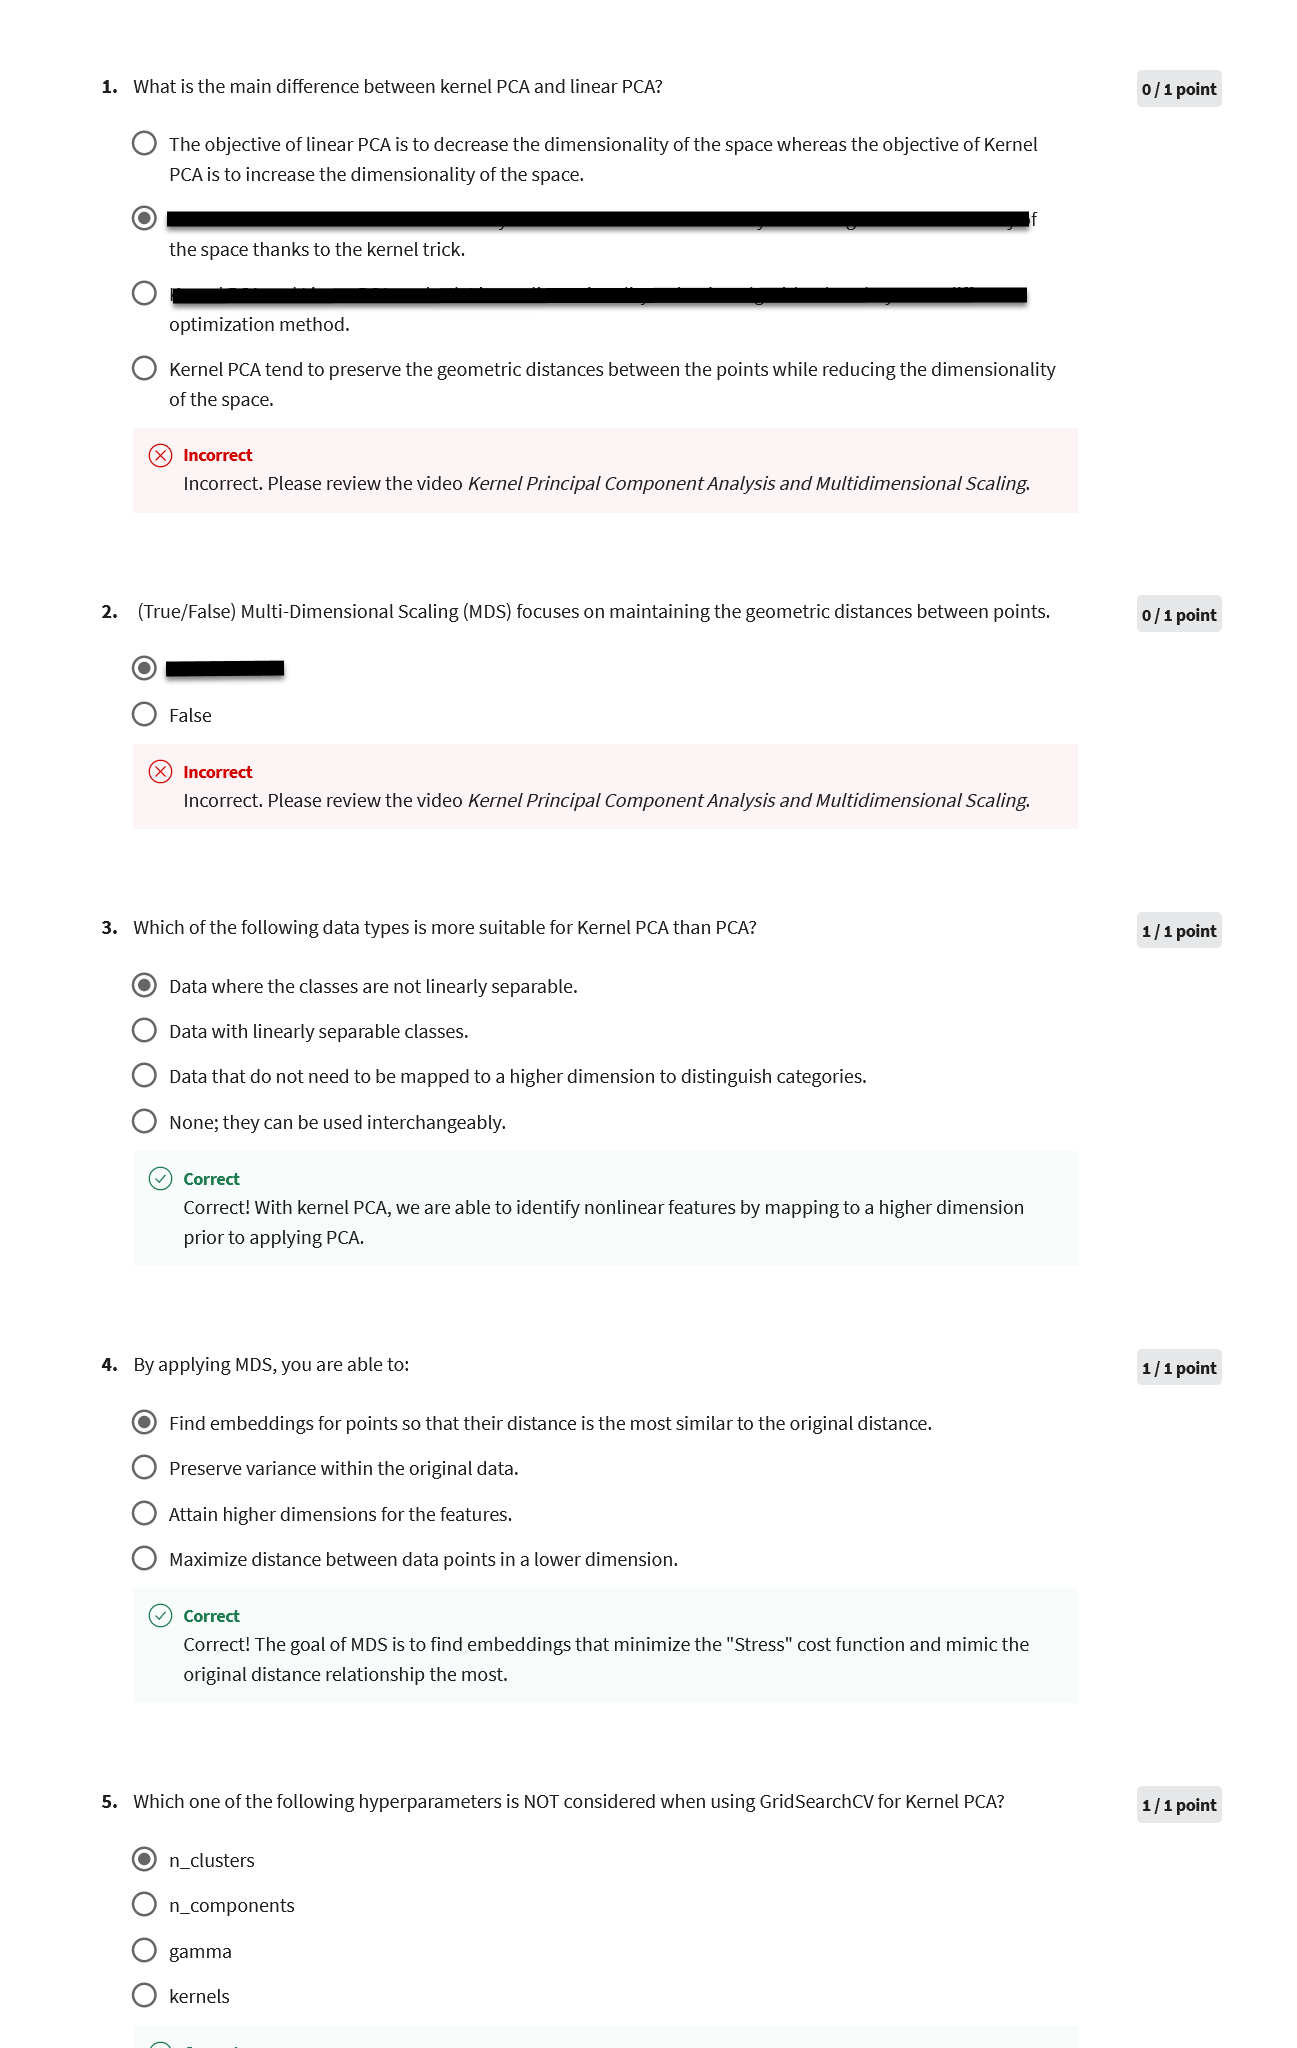 1. What is the main difference between kernel PCA and linear PCA?
0 / 1 point
The objective of linear PCA is to decrease the dimensionality of the space whereas the objective of Kernel
PCA is to increase the dimensionality of the space.
of
the space thanks to the kernel trick.
optimization method.
Kernel PCA tend to preserve the geometric distances between the points while reducing the dimensionality
of the space.
Incorrect
Incorrect. Please review the video Kernel Principal Component Analysis and Multidimensional Scaling.
2. (True/False) Multi-Dimensional Scaling (MDS) focuses on maintaining the geometric distances between points.
0 / 1 point
False
Incorrect
Incorrect. Please review the video Kernel Principal Component Analysis and Multidimensional Scaling.
3. Which of the following data types is more suitable for Kernel PCA than PCA?
1 / 1 point
Data where the classes are not linearly separable.
Data with linearly separable classes.
Data that do not need to be mapped to a higher dimension to distinguish categories.
None; they can be used interchangeably.
Correct
Correct! With kernel PCA, we are able to identify nonlinear features by mapping to a higher dimension
prior to applying PCA.
4. By applying MDS, you are able to:
1 / 1 point
Find embeddings for points so that their distance is the most similar to the original distance.
Preserve variance within the original data.
Attain higher dimensions for the features.
Maximize distance between data points in a lower dimension.
Correct
Correct! The goal of MDS is to find embeddings that minimize the "Stress" cost function and mimic the
original distance relationship the most.
5. Which one of the following hyperparameters is NOT considered when using GridSearchCV for Kernel PCA?
1 / 1 point
n_clusters
n_components
gamma
kernels